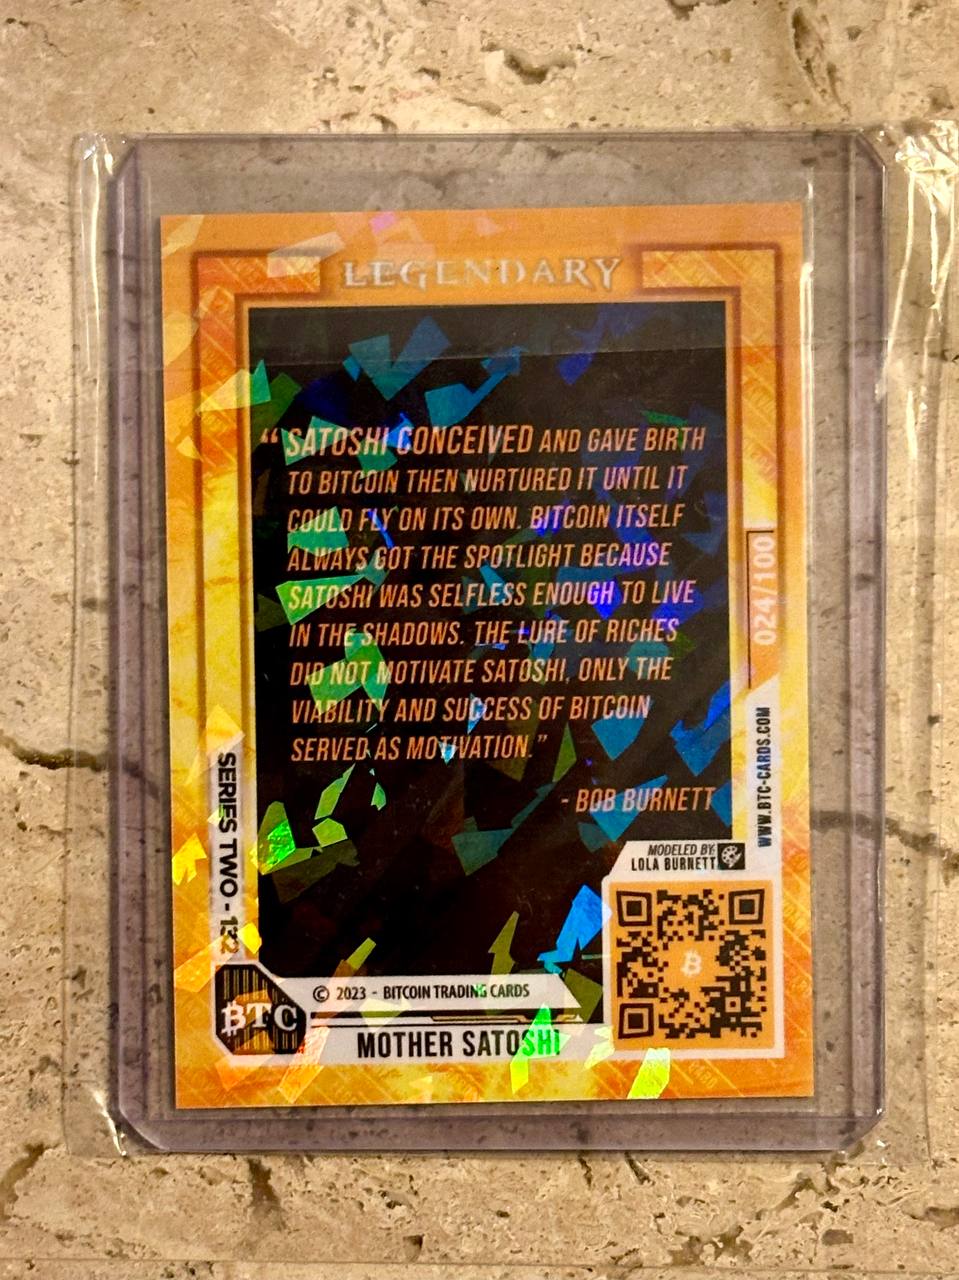 LEGENDARY
“SATOSHI CONCEIVED AND GAVE BIRTH
TO BITCOIN THEN NURTURED IT UNTIL IT
COULD FLY ON ITS OWN. BITCOIN ITSELF
ALWAYS GOT THE SPOTLIGHT BECAUSE
SATOSHI WAS SELFLESS ENOUGH TO LIVE
IN THE SHADOWS. THE LURE OF RICHES
DID NOT MOTIVATE SATOSHI, ONLY THE
VIABILITY AND SUCCESS OF BITCOIN
SERVED AS MOTIVATION.”
- BOB BURNETT
024/100
WWW.BTC-CARDS.COM
SERIES TWO - 132
MODELED BY:
LOLA BURNETT
BTC
© 2023 - BITCOIN TRADING CARDS
MOTHER SATOSHI